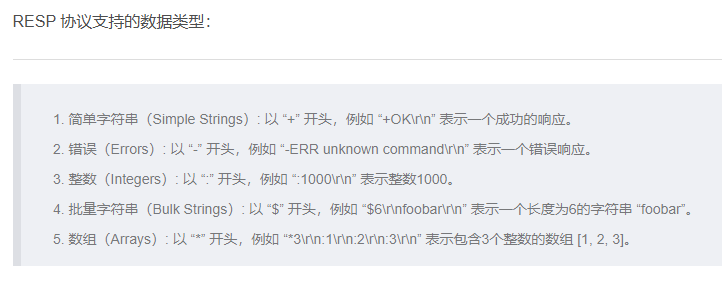 RESP 协议支持的数据类型：
1. 简单字符串（Simple Strings）: 以 “+” 开头，例如 “+OK\r\n” 表示一个成功的响应。
2. 错误（Errors）: 以 “-” 开头，例如 “-ERR unknown command\r\n” 表示一个错误响应。
3. 整数（Integers）: 以 “:” 开头，例如 “:1000\r\n” 表示整数1000。
4. 批量字符串（Bulk Strings）: 以 “$” 开头，例如 “$6\r\nfoobar\r\n” 表示一个长度为6的字符串 “foobar”。
5. 数组（Arrays）: 以 “*” 开头，例如 “*3\r\n:1\r\n:2\r\n:3\r\n” 表示包含3个整数的数组 [1, 2, 3]。